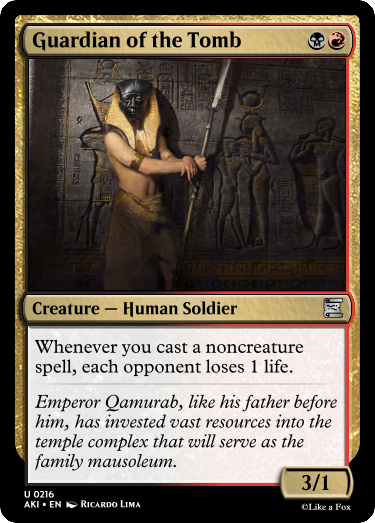 Guardian of the Tomb
Creature — Human Soldier
Whenever you cast a noncreature
spell, each opponent loses 1 life.
Emperor Qamurab, like his father before
him, has invested vast resources into the
temple complex that will serve as the
family mausoleum.
3/1
U 0216
AKI • EN Ricardo Lima
©Like a Fox